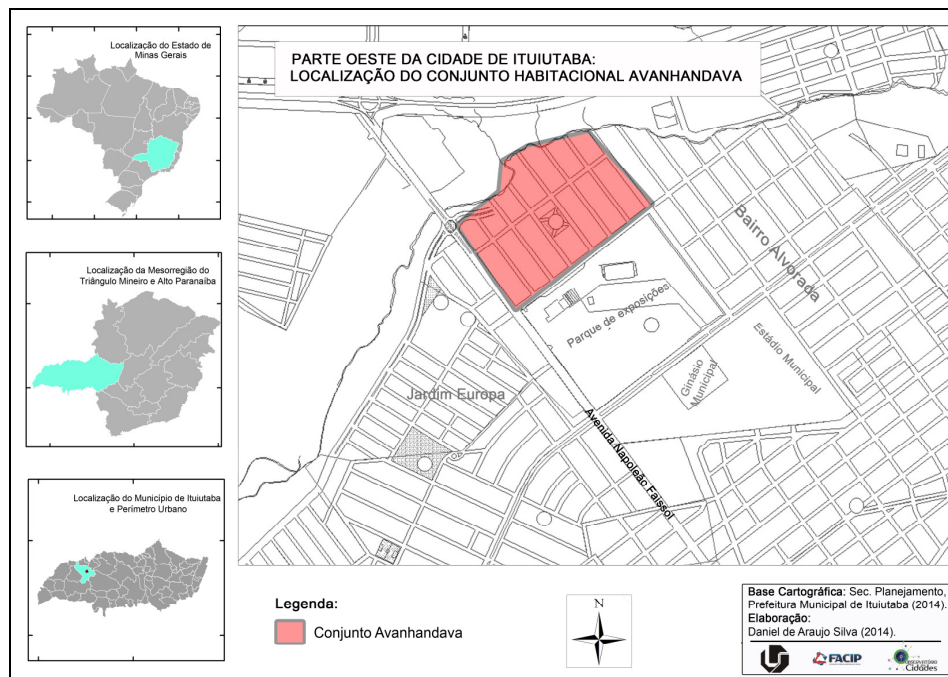 Localização do Estado de
Minas Gerais
PARTE OESTE DA CIDADE DE ITUIUTABA:
LOCALIZAÇÃO DO CONJUNTO HABITACIONAL AVANHANDAVA
Localização da Mesorregião do
Triângulo Mineiro e Alto Paranaíba
Localização do Município de Ituiutaba
e Perímetro Urbano
Bairro Alvorada
Parque de exposições
Estádio Municipal
Ginásio
Municipal
Jardim Europa
Avenida Napoleão Faissol
Legenda:
Conjunto Avanhandava
N
Base Cartográfica: Sec. Planejamento,
Prefeitura Municipal de Ituiutaba (2014).
Elaboração:
Daniel de Araujo Silva (2014).
FACIP
OBSERVATÓRIO
Cidades